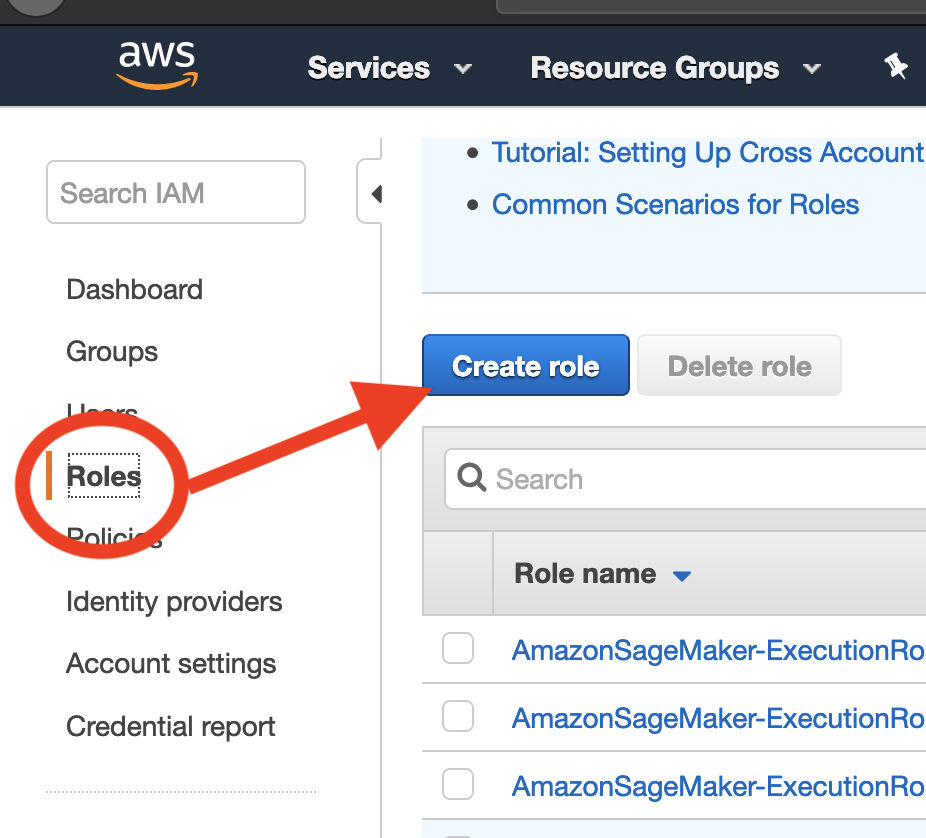 aws
Services
Resource Groups
Search IAM
Dashboard
Groups
Users
Roles
Policies
Identity providers
Account settings
Credential report
Tutorial: Setting Up Cross Account
Common Scenarios for Roles
Create role
Delete role
Search
Role name
AmazonSageMaker-ExecutionRo
AmazonSageMaker-ExecutionRo
AmazonSageMaker-ExecutionRo